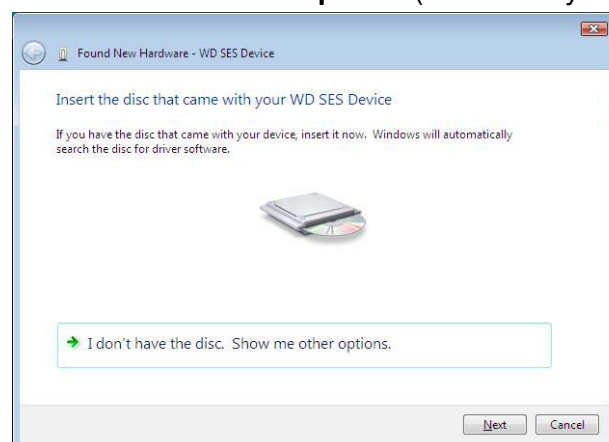 Found New Hardware - WD SES Device
Insert the disc that came with your WD SES Device
If you have the disc that came with your device, insert it now.  Windows will automatically
search the disc for driver software.
I don't have the disc.  Show me other options.
Next
Cancel